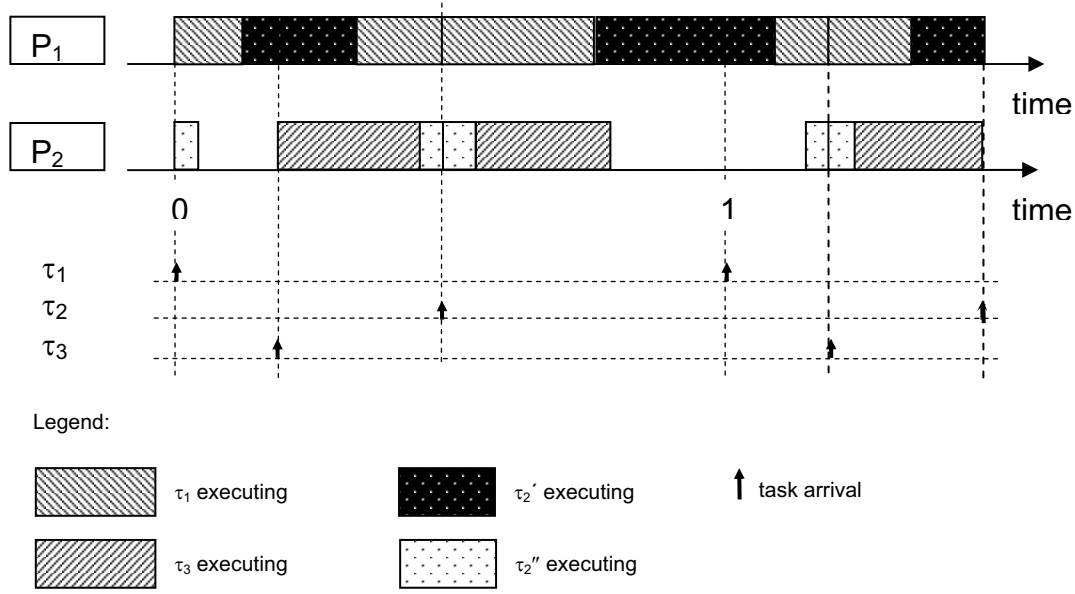 P₁
time
P₂
0 1 time
τ₁
τ₂
τ₃
Legend:
τ₁ executing τ₂´ executing task arrival
τ₃ executing τ₂″ executing